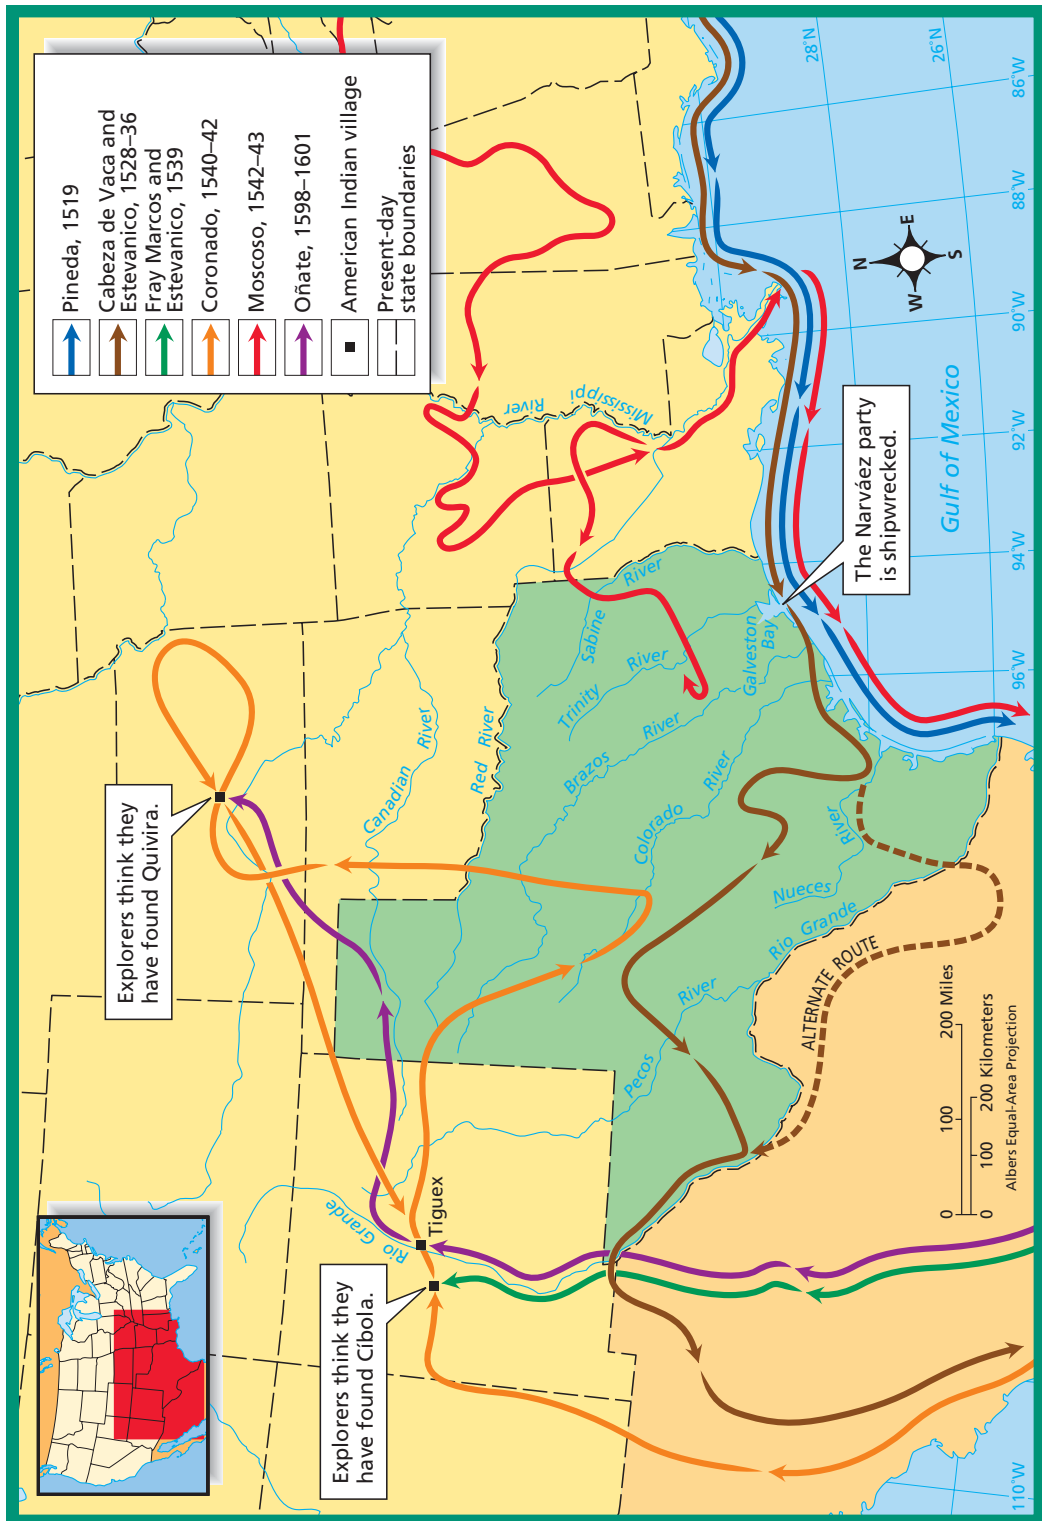 Pineda, 1519
Cabeza de Vaca and
Estevanico, 1528–36
Fray Marcos and
Estevanico, 1539
Coronado, 1540–42
Moscoso, 1542–43
Oñate, 1598–1601
American Indian village
Present-day
state boundaries
Explorers think they
have found Quivira.
Explorers think they
have found Cíbola.
The Narváez party
is shipwrecked.
Tiguex
Rio Grande
Canadian
River
Red River
Mississippi
River
Sabine
River
Trinity
River
Brazos
River
Colorado
River
Galveston
Bay
Nueces
River
Rio Grande
Pecos
River
ALTERNATE ROUTE
Gulf of Mexico
N
E
S
W
28°N
26°N
86°W
88°W
90°W
92°W
94°W
96°W
110°W
0 100 200 Miles
0 100 200 Kilometers
Albers Equal-Area Projection